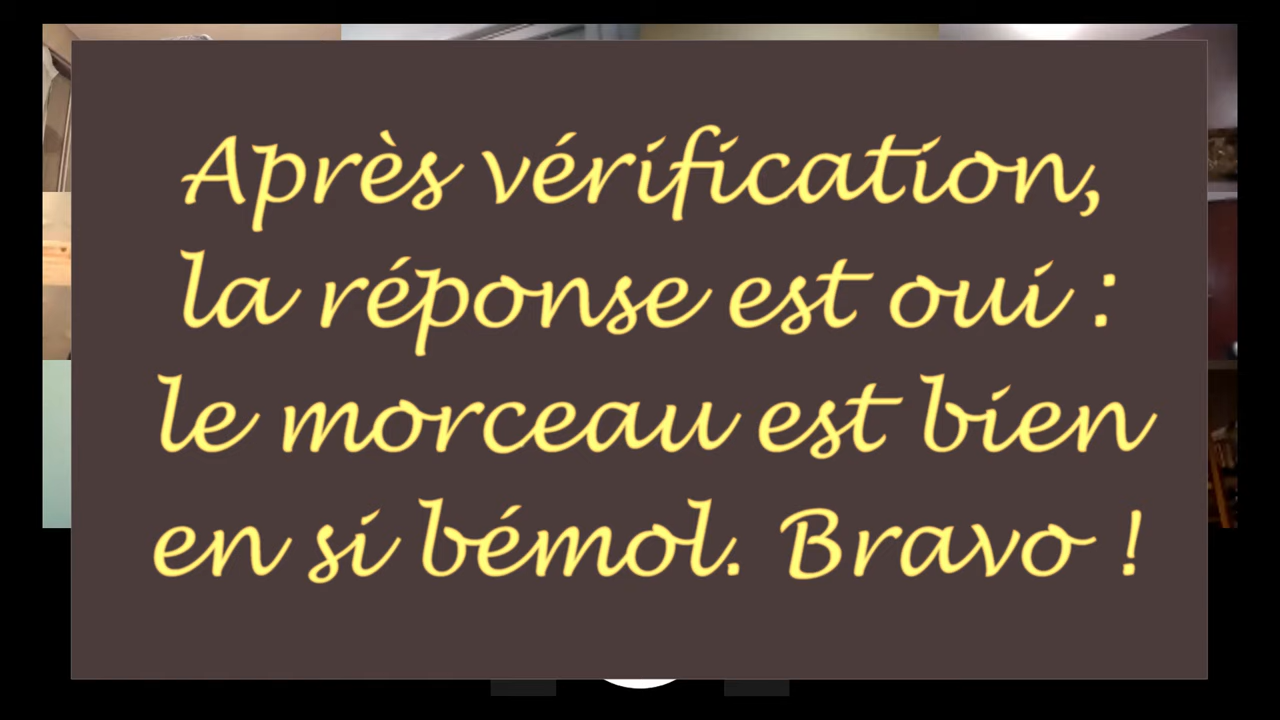 Après vérification,
la réponse est oui :
le morceau est bien
en si bémol. Bravo !